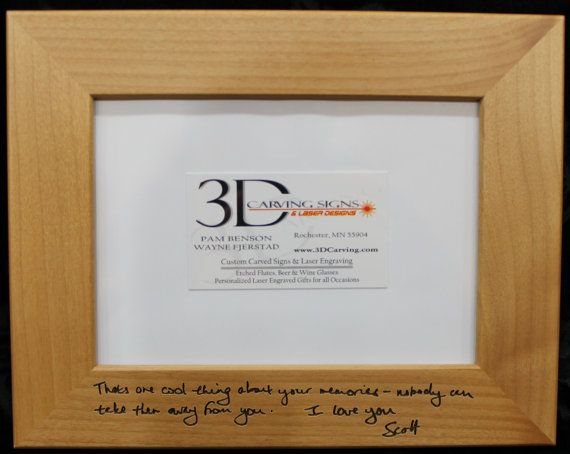 3D CARVING SIGNS
& LASER DESIGNS
PAM BENSON
WAYNE FJERSTAD
Rochester, MN 55904
www.3DCarving.com
Custom Carved Signs & Laser Engraving
Etched Flutes, Beer & Wine Glasses
Personalized Laser Engraved Gifts for all Occasions
Thats one cool thing about your memories - nobody can
take them away from you. I love you
Scott